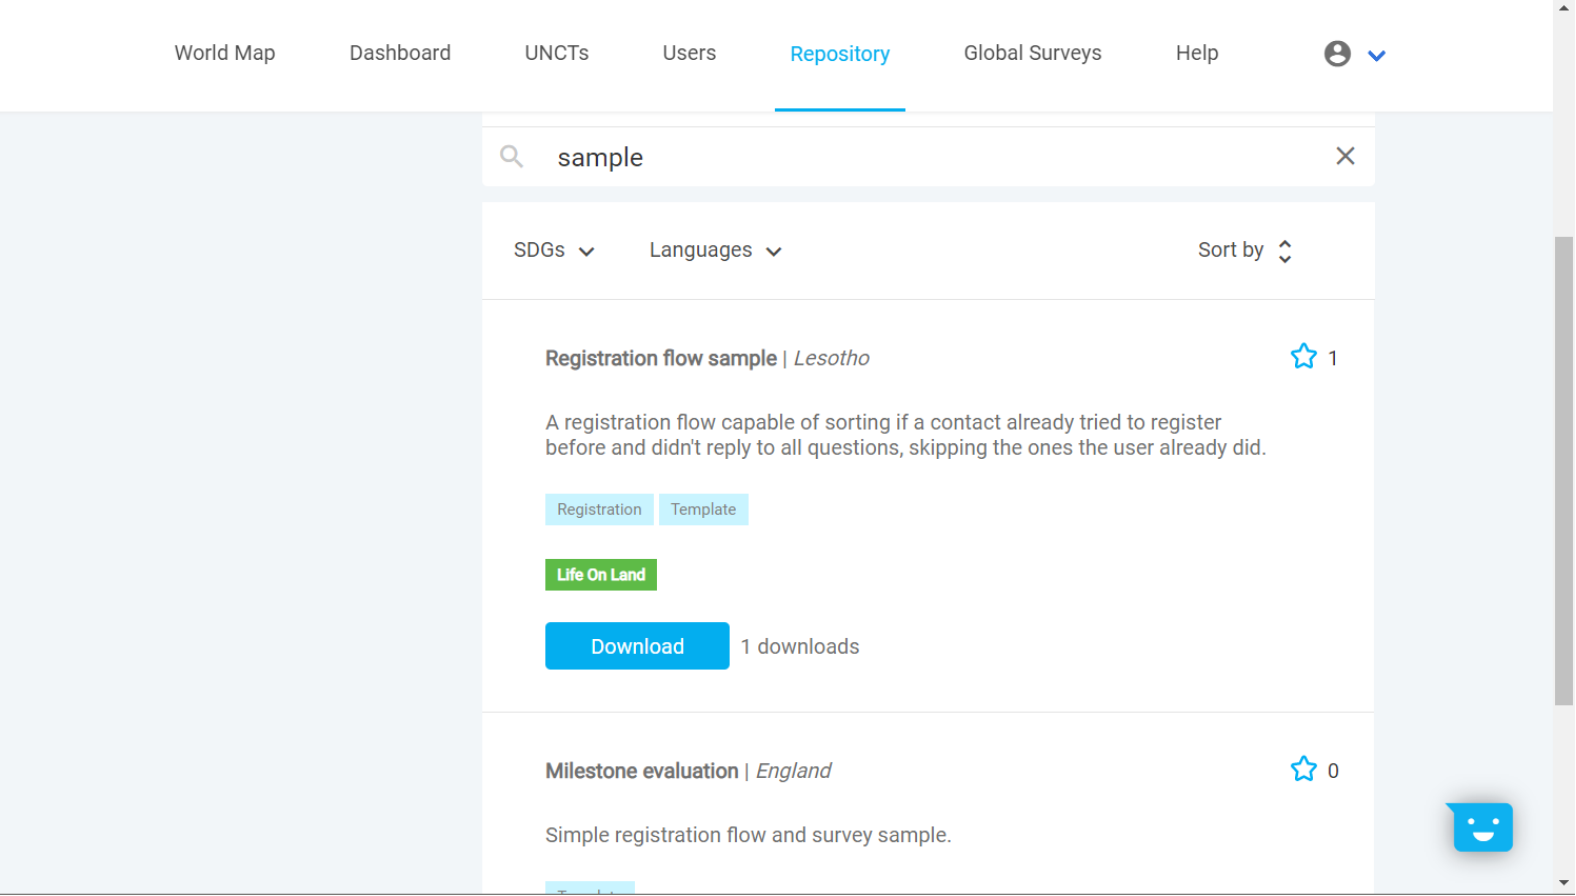 World Map Dashboard UNCTs Users Repository Global Surveys Help
sample
SDGs Languages Sort by
Registration flow sample | Lesotho 1
A registration flow capable of sorting if a contact already tried to register
before and didn't reply to all questions, skipping the ones the user already did.
Registration Template
Life On Land
Download 1 downloads
Milestone evaluation | England 0
Simple registration flow and survey sample.